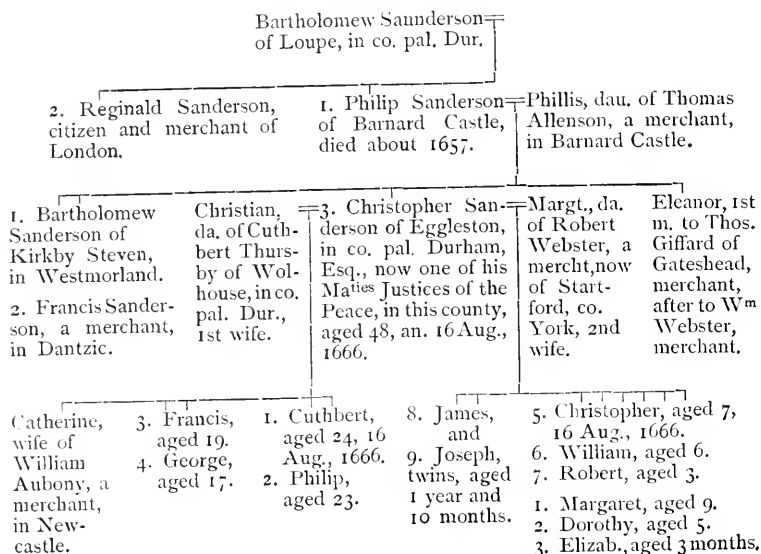 Bartholomew Saunderson
of Loupe, in co. pal. Dur.
2. Reginald Sanderson,
citizen and merchant of
London.
1. Philip Sanderson
of Barnard Castle,
died about 1657.
Phillis, dau. of Thomas
Allenson, a merchant,
in Barnard Castle.
1. Bartholomew
Sanderson of
Kirkby Steven,
in Westmorland.
2. Francis Sander-
son, a merchant,
in Dantzic.
Christian,
da. of Cuth-
bert Thurs-
by of Wol-
house, in co.
pal. Dur.,
1st wife.
3. Christopher San-
derson of Eggleston,
in co. pal. Durham,
Esq., now one of his
Maties Justices of the
Peace, in this county,
aged 48, an. 16 Aug.,
1666.
Margt., da.
of Robert
Webster, a
mercht, now
of Start-
ford, co.
York, 2nd
wife.
Eleanor, 1st
m. to Thos.
Giffard of
Gateshead,
merchant,
after to Wm
Webster,
merchant.
Catherine,
wife of
William
Aubony, a
merchant,
in New-
castle.
3. Francis,
aged 19.
4. George,
aged 17.
1. Cuthbert,
aged 24, 16
Aug., 1666.
2. Philip,
aged 23.
8. James,
and
9. Joseph,
twins, aged
1 year and
10 months.
5. Christopher, aged 7,
16 Aug., 1666.
6. William, aged 6.
7. Robert, aged 3.
1. Margaret, aged 9.
2. Dorothy, aged 5.
3. Elizab., aged 3 months.